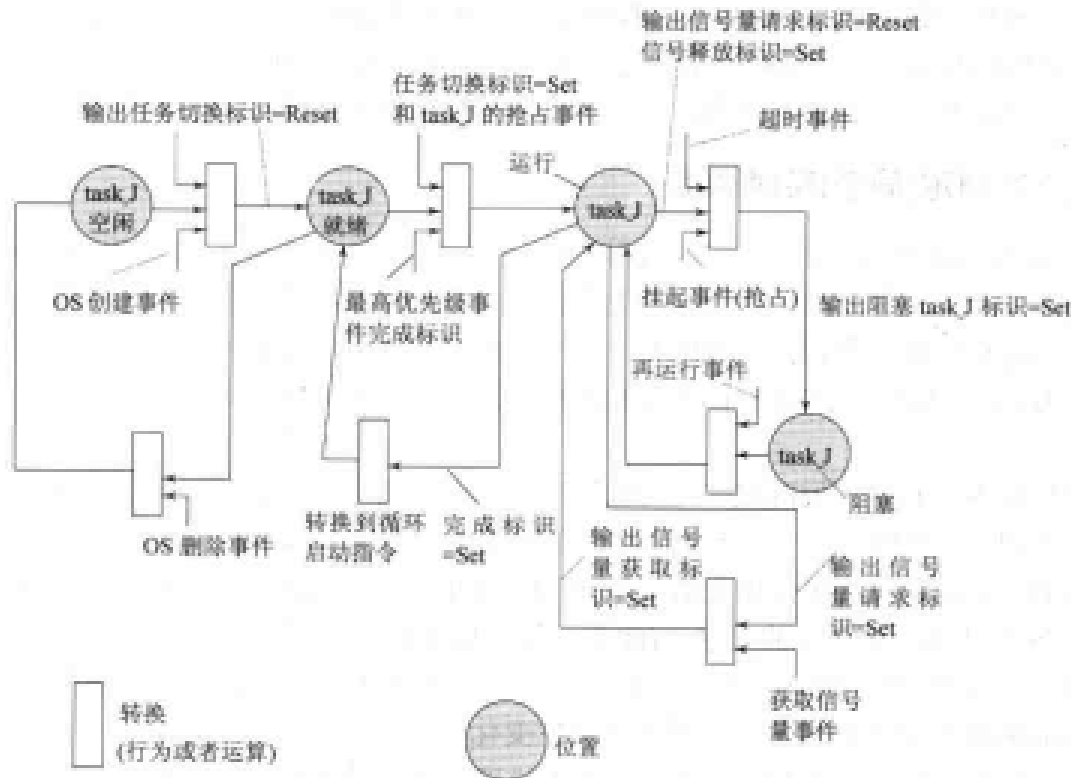 输出信号量请求标识=Reset
信号释放标识=Set
任务切换标识=Set
和 task_J 的抢占事件
输出任务切换标识=Reset
超时事件
运行
task_J
空闲
task_J
就绪
task_J
OS 创建事件
最高优先级事
件完成标识
挂起事件(抢占)
输出阻塞 task_J 标识=Set
再运行事件
task_J
阻塞
OS 删除事件
转换到循环
启动指令
完成标识
=Set
输出信号
量获取标
识=Set
输出信号
量请求标
识=Set
获取信号
量事件
转换
(行为或者运算)
位置